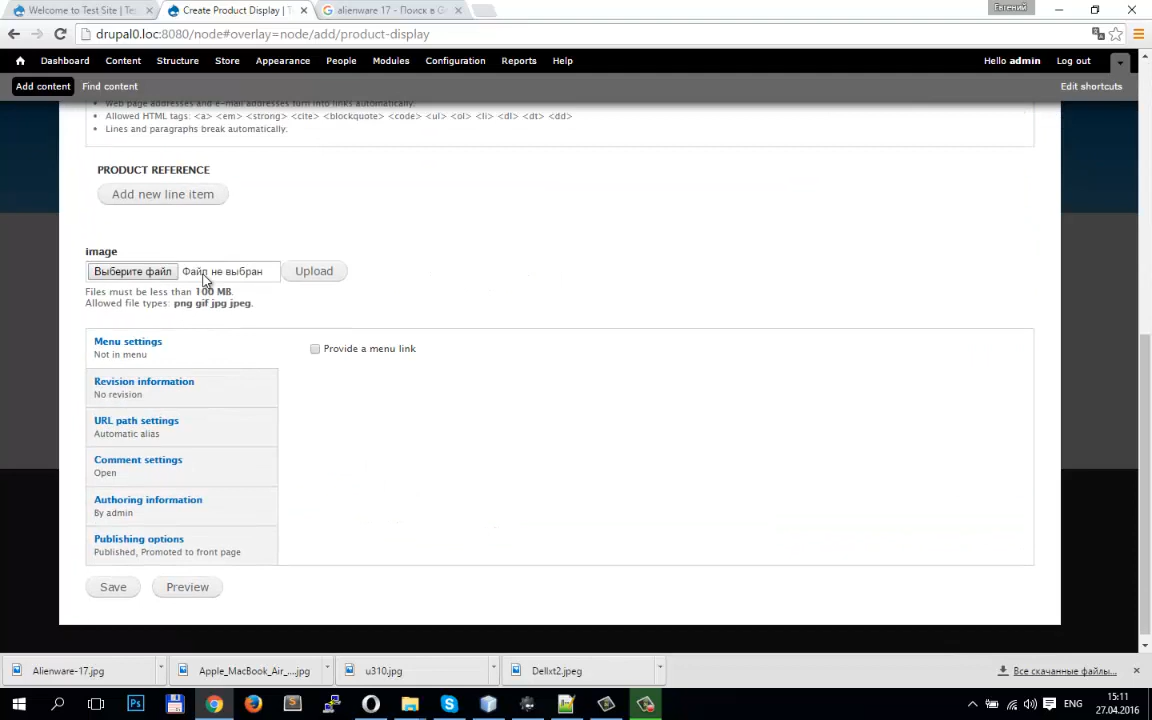 Welcome to Test Site | Tes
Create Product Display | T
alienware 17 - Поиск в G
Евгений
drupal0.loc:8080/node#overlay=node/add/product-display
Dashboard Content Structure Store Appearance People Modules Configuration Reports Help Hello admin Log out
Add content Find content Edit shortcuts
Web page addresses and e-mail addresses turn into links automatically.
Allowed HTML tags: <a> <em> <strong> <cite> <blockquote> <code> <ul> <ol> <li> <dl> <dt> <dd>
Lines and paragraphs break automatically.
PRODUCT REFERENCE
Add new line item
image
Выберите файл Файл не выбран Upload
Files must be less than 100 MB.
Allowed file types: png gif jpg jpeg.
Menu settings
Not in menu
Provide a menu link
Revision information
No revision
URL path settings
Automatic alias
Comment settings
Open
Authoring information
By admin
Publishing options
Published, Promoted to front page
Save Preview
Alienware-17.jpg Apple_MacBook_Air_....jpg u310.jpg Dellxt2.jpeg Все скачанные файлы...
ENG
15:11
27.04.2016